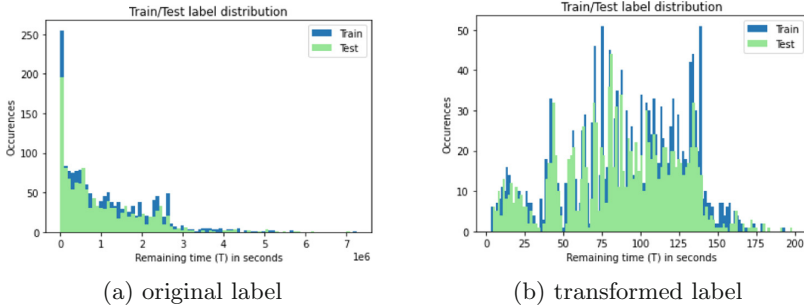 Train/Test label distribution
Train
Test
Occurences
250
200
150
100
50
0
0 1 2 3 4 5 6 7
1e6
Remaining time (T) in seconds
(a) original label
Train/Test label distribution
Train
Test
Occurences
50
40
30
20
10
0
0 25 50 75 100 125 150 175 200
Remaining time (T) in seconds
(b) transformed label